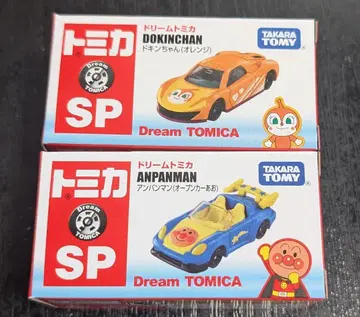 トミカ
ドリームトミカ
DOKINCHAN
ドキンちゃん(オレンジ)
TAKARA
TOMY
Dream
TOMICA
SP
Dream TOMICA
トミカ
ドリームトミカ
ANPANMAN
アンパンマン(オープンカーあお)
TAKARA
TOMY
Dream
TOMICA
SP
Dream TOMICA